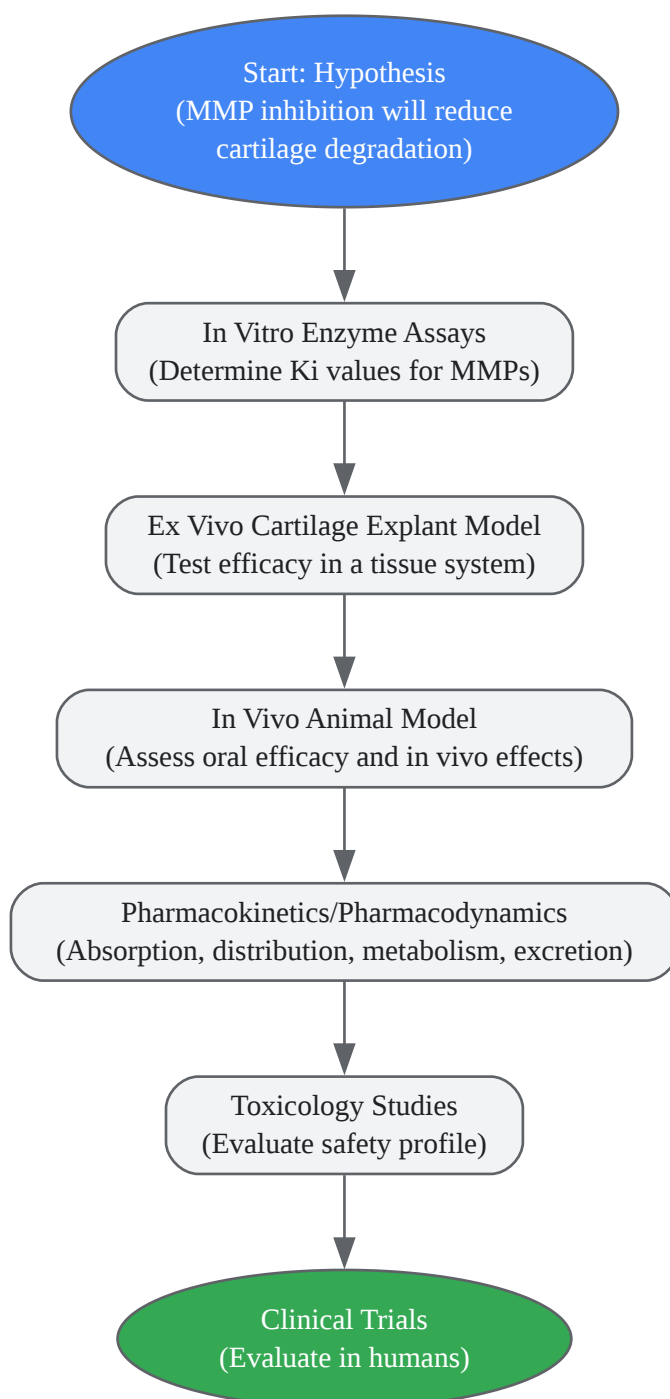 Start: Hypothesis
(MMP inhibition will reduce
cartilage degradation)
In Vitro Enzyme Assays
(Determine Ki values for MMPs)
Ex Vivo Cartilage Explant Model
(Test efficacy in a tissue system)
In Vivo Animal Model
(Assess oral efficacy and in vivo effects)
Pharmacokinetics/Pharmacodynamics
(Absorption, distribution, metabolism, excretion)
Toxicology Studies
(Evaluate safety profile)
Clinical Trials
(Evaluate in humans)